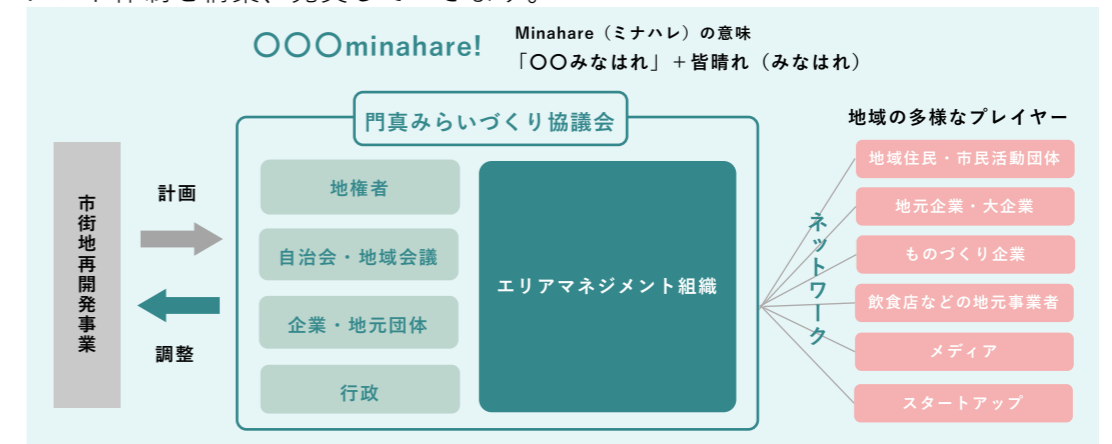 〇〇〇minahare!
Minahare（ミナハレ）の意味
「〇〇みなはれ」＋皆晴れ（みなはれ）
門真みらいづくり協議会
市街地再開発事業
計画
調整
地権者
自治会・地域会議
企業・地元団体
行政
エリアマネジメント組織
ネットワーク
地域の多様なプレイヤー
地域住民・市民活動団体
地元企業・大企業
ものづくり企業
飲食店などの地元事業者
メディア
スタートアップ